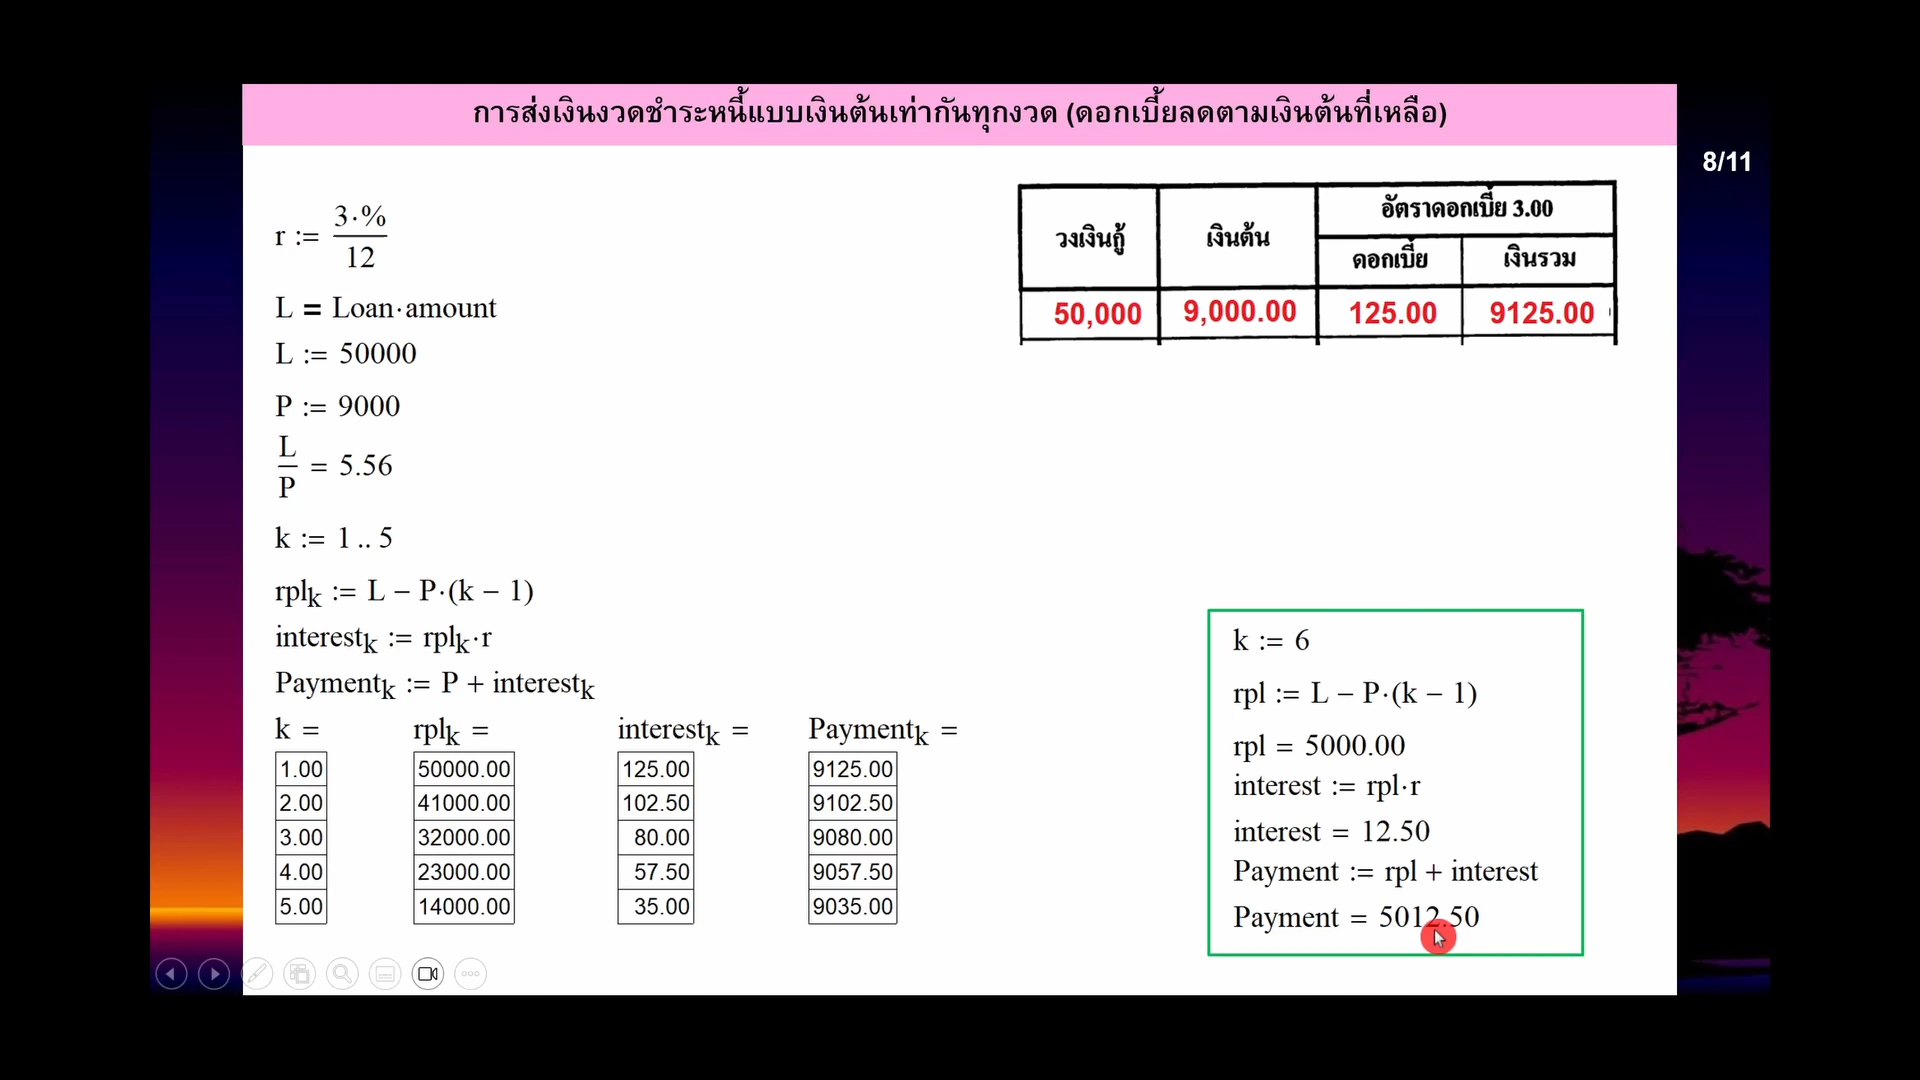 การส่งเงินงวดชำระหนี้แบบเงินต้นเท่ากันทุกงวด (ดอกเบี้ยลดตามเงินต้นที่เหลือ)
8/11
r := 3·% / 12
L = Loan·amount
L := 50000
P := 9000
L / P = 5.56
k := 1 .. 5
rplk := L − P·(k − 1)
interestk := rplk·r
Paymentk := P + interestk
k = rplk = interestk = Paymentk =
1.00 50000.00 125.00 9125.00
2.00 41000.00 102.50 9102.50
3.00 32000.00 80.00 9080.00
4.00 23000.00 57.50 9057.50
5.00 14000.00 35.00 9035.00
วงเงินกู้ เงินต้น อัตราดอกเบี้ย 3.00
ดอกเบี้ย เงินรวม
50,000 9,000.00 125.00 9125.00
k := 6
rpl := L − P·(k − 1)
rpl = 5000.00
interest := rpl·r
interest = 12.50
Payment := rpl + interest
Payment = 5012.50